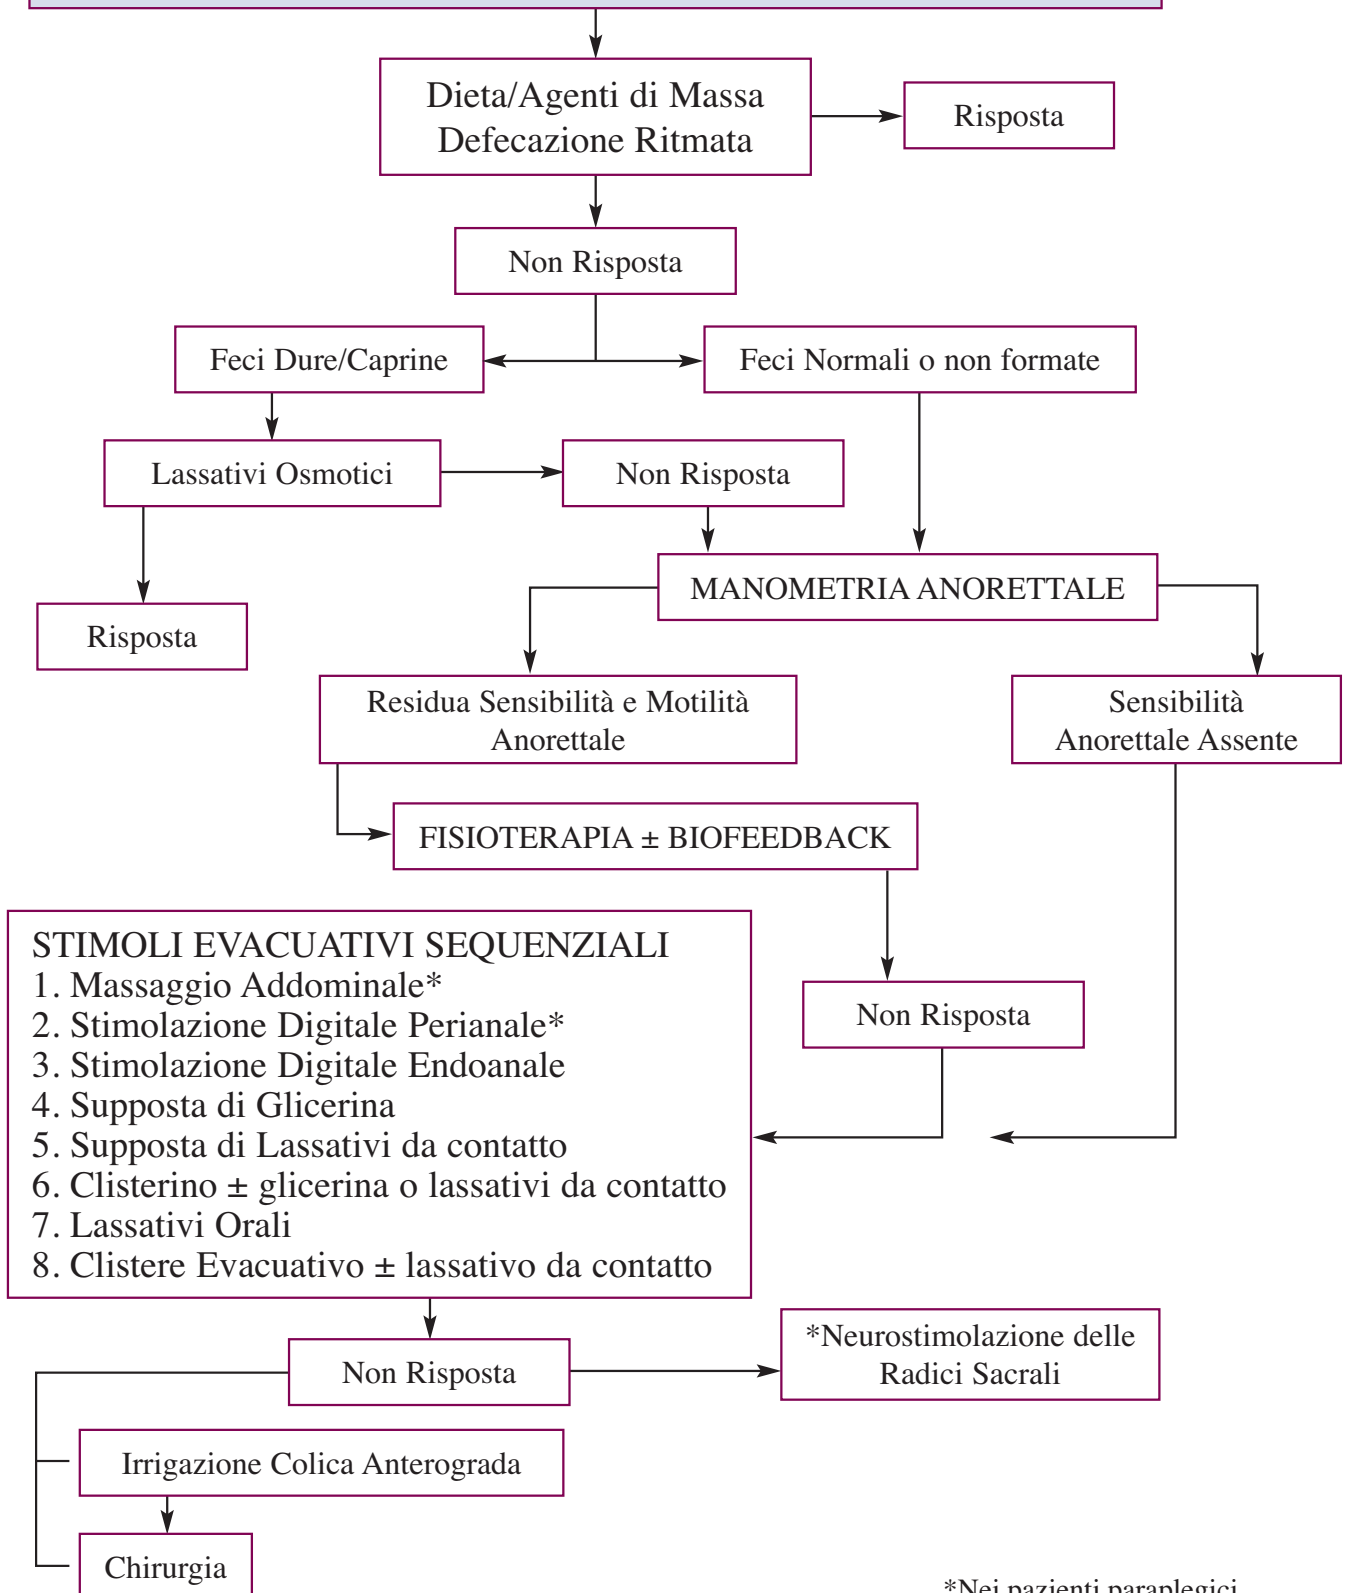 Dieta/Agenti di Massa
Defecazione Ritmata
Risposta
Non Risposta
Feci Dure/Caprine
Feci Normali o non formate
Lassativi Osmotici
Non Risposta
MANOMETRIA ANORETTALE
Risposta
Residua Sensibilità e Motilità
Anorettale
Sensibilità
Anorettale Assente
FISIOTERAPIA ± BIOFEEDBACK
STIMOLI EVACUATIVI SEQUENZIALI
1. Massaggio Addominale*
2. Stimolazione Digitale Perianale*
3. Stimolazione Digitale Endoanale
4. Supposta di Glicerina
5. Supposta di Lassativi da contatto
6. Clisterino ± glicerina o lassativi da contatto
7. Lassativi Orali
8. Clistere Evacuativo ± lassativo da contatto
Non Risposta
Non Risposta
*Neurostimolazione delle
Radici Sacrali
Irrigazione Colica Anterograda
Chirurgia
*Nei pazienti paraplegici